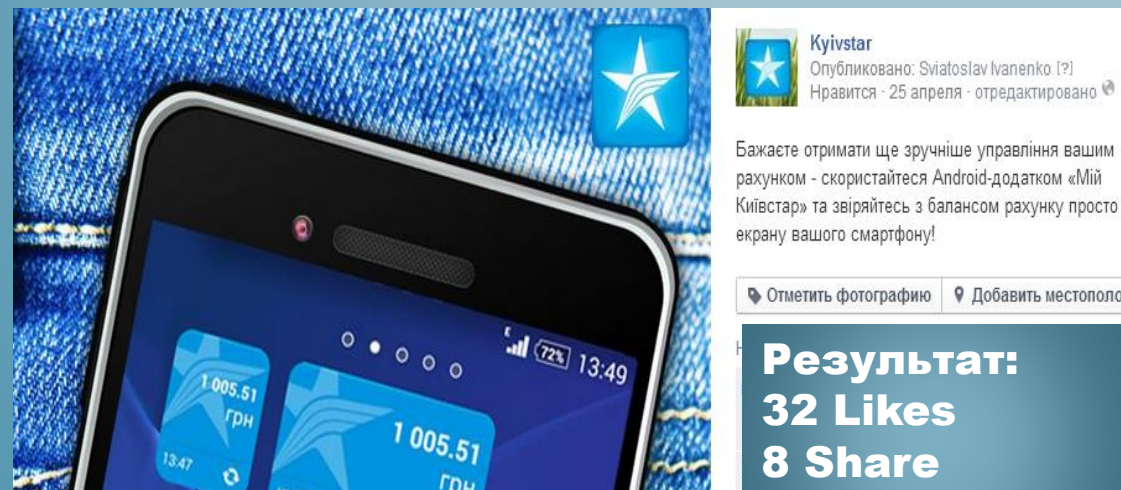 Kyivstar
Опубликовано: Sviatoslav Ivanenko [?]
Нравится · 25 апреля · отредактировано
Бажаєте отримати ще зручніше управління вашим
рахунком - скористайтеся Android-додатком «Мій
Київстар» та звіряйтесь з балансом рахунку просто
екрану вашого смартфону!
Отметить фотографию
Добавить местополо
Результат:
32 Likes
8 Share
E
72%
13:49
1 005.51
ГРН
13:47
1 005.51
ГРН